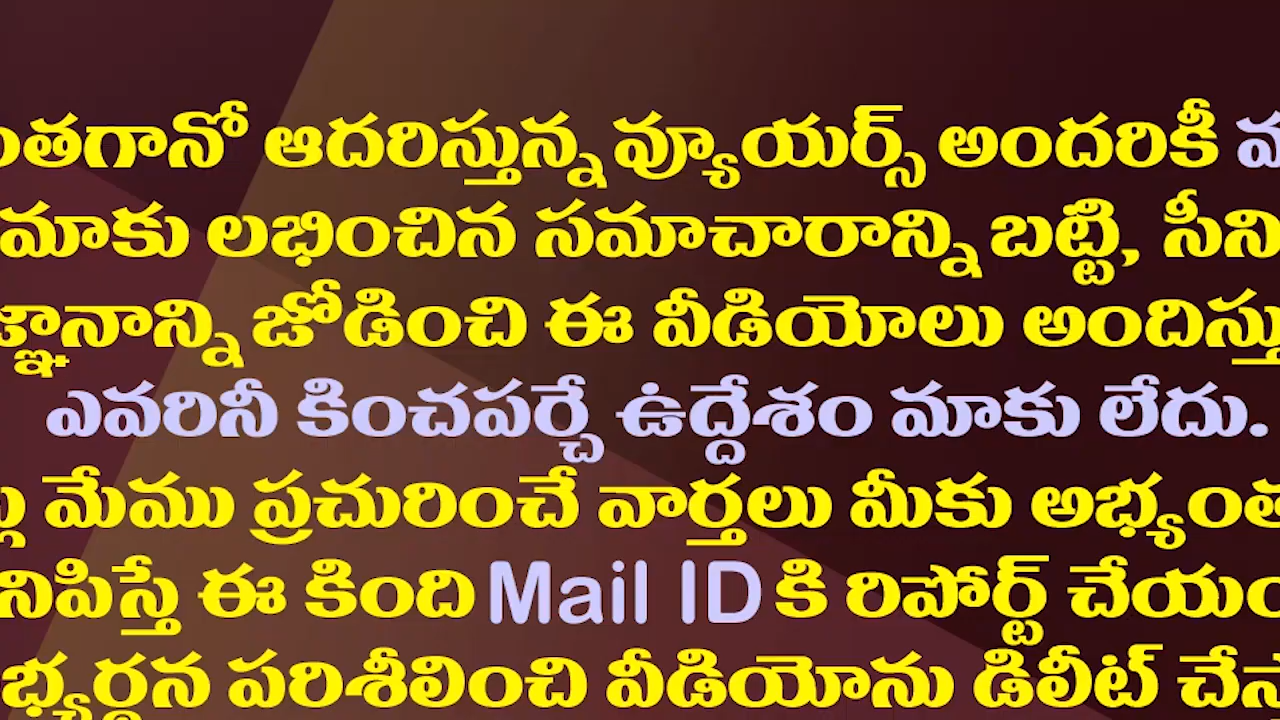 ఆదరిస్తున్న వ్యూయర్స్ అందరికీ
మాకు లభించిన సమాచారాన్ని బట్టి,
జోడించి ఈ వీడియోలు
ఎవరినీ కించపర్చే ఉద్దేశం మాకు లేదు.
మేము ప్రచురించే వార్తలు మీకు
ఈ కింది Mail ID కి రిపోర్ట్
పరిశీలించి వీడియోను డిలీట్